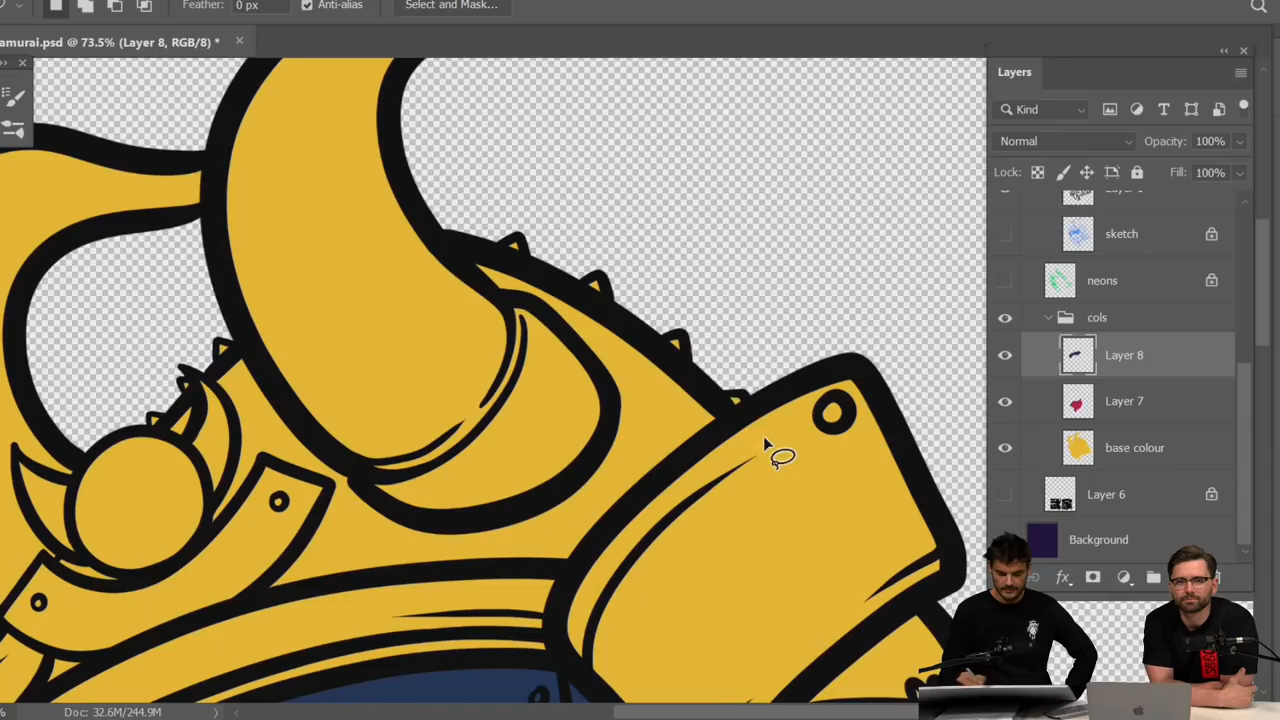 Feather: 0 px Anti-alias Select and Mask...
amurai.psd @ 73.5% (Layer 8, RGB/8) *
Layers
Kind
Normal Opacity: 100%
Lock: Fill: 100%
sketch
neons
cols
Layer 8
Layer 7
base colour
Layer 6
Background
fx
Doc: 32.6M/244.9M